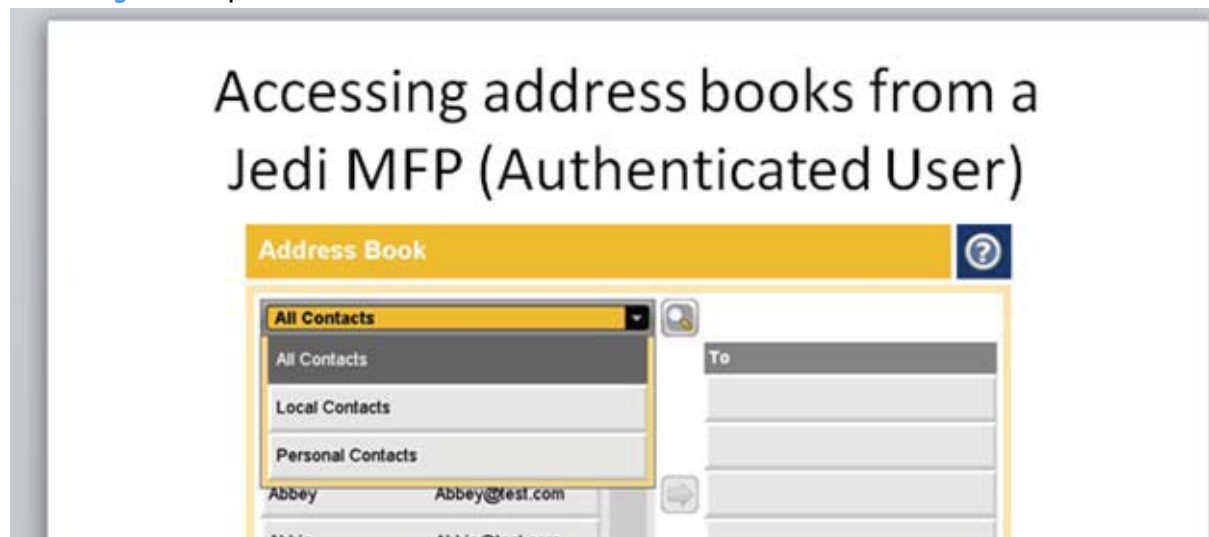 Accessing address books from a
Jedi MFP (Authenticated User)
Address Book
?
All Contacts
All Contacts
To
Local Contacts
Personal Contacts
Abbey Abbey@test.com